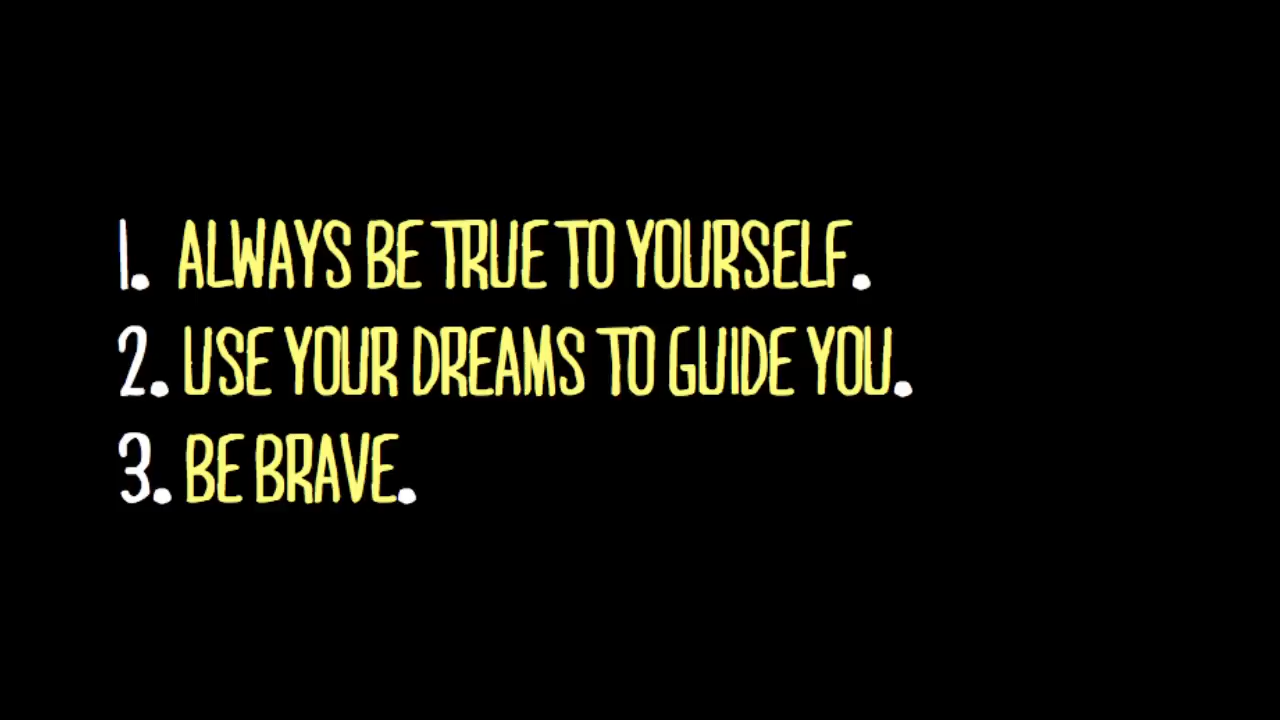 1. ALWAYS BE TRUE TO YOURSELF.
2. USE YOUR DREAMS TO GUIDE YOU.
3. BE BRAVE.